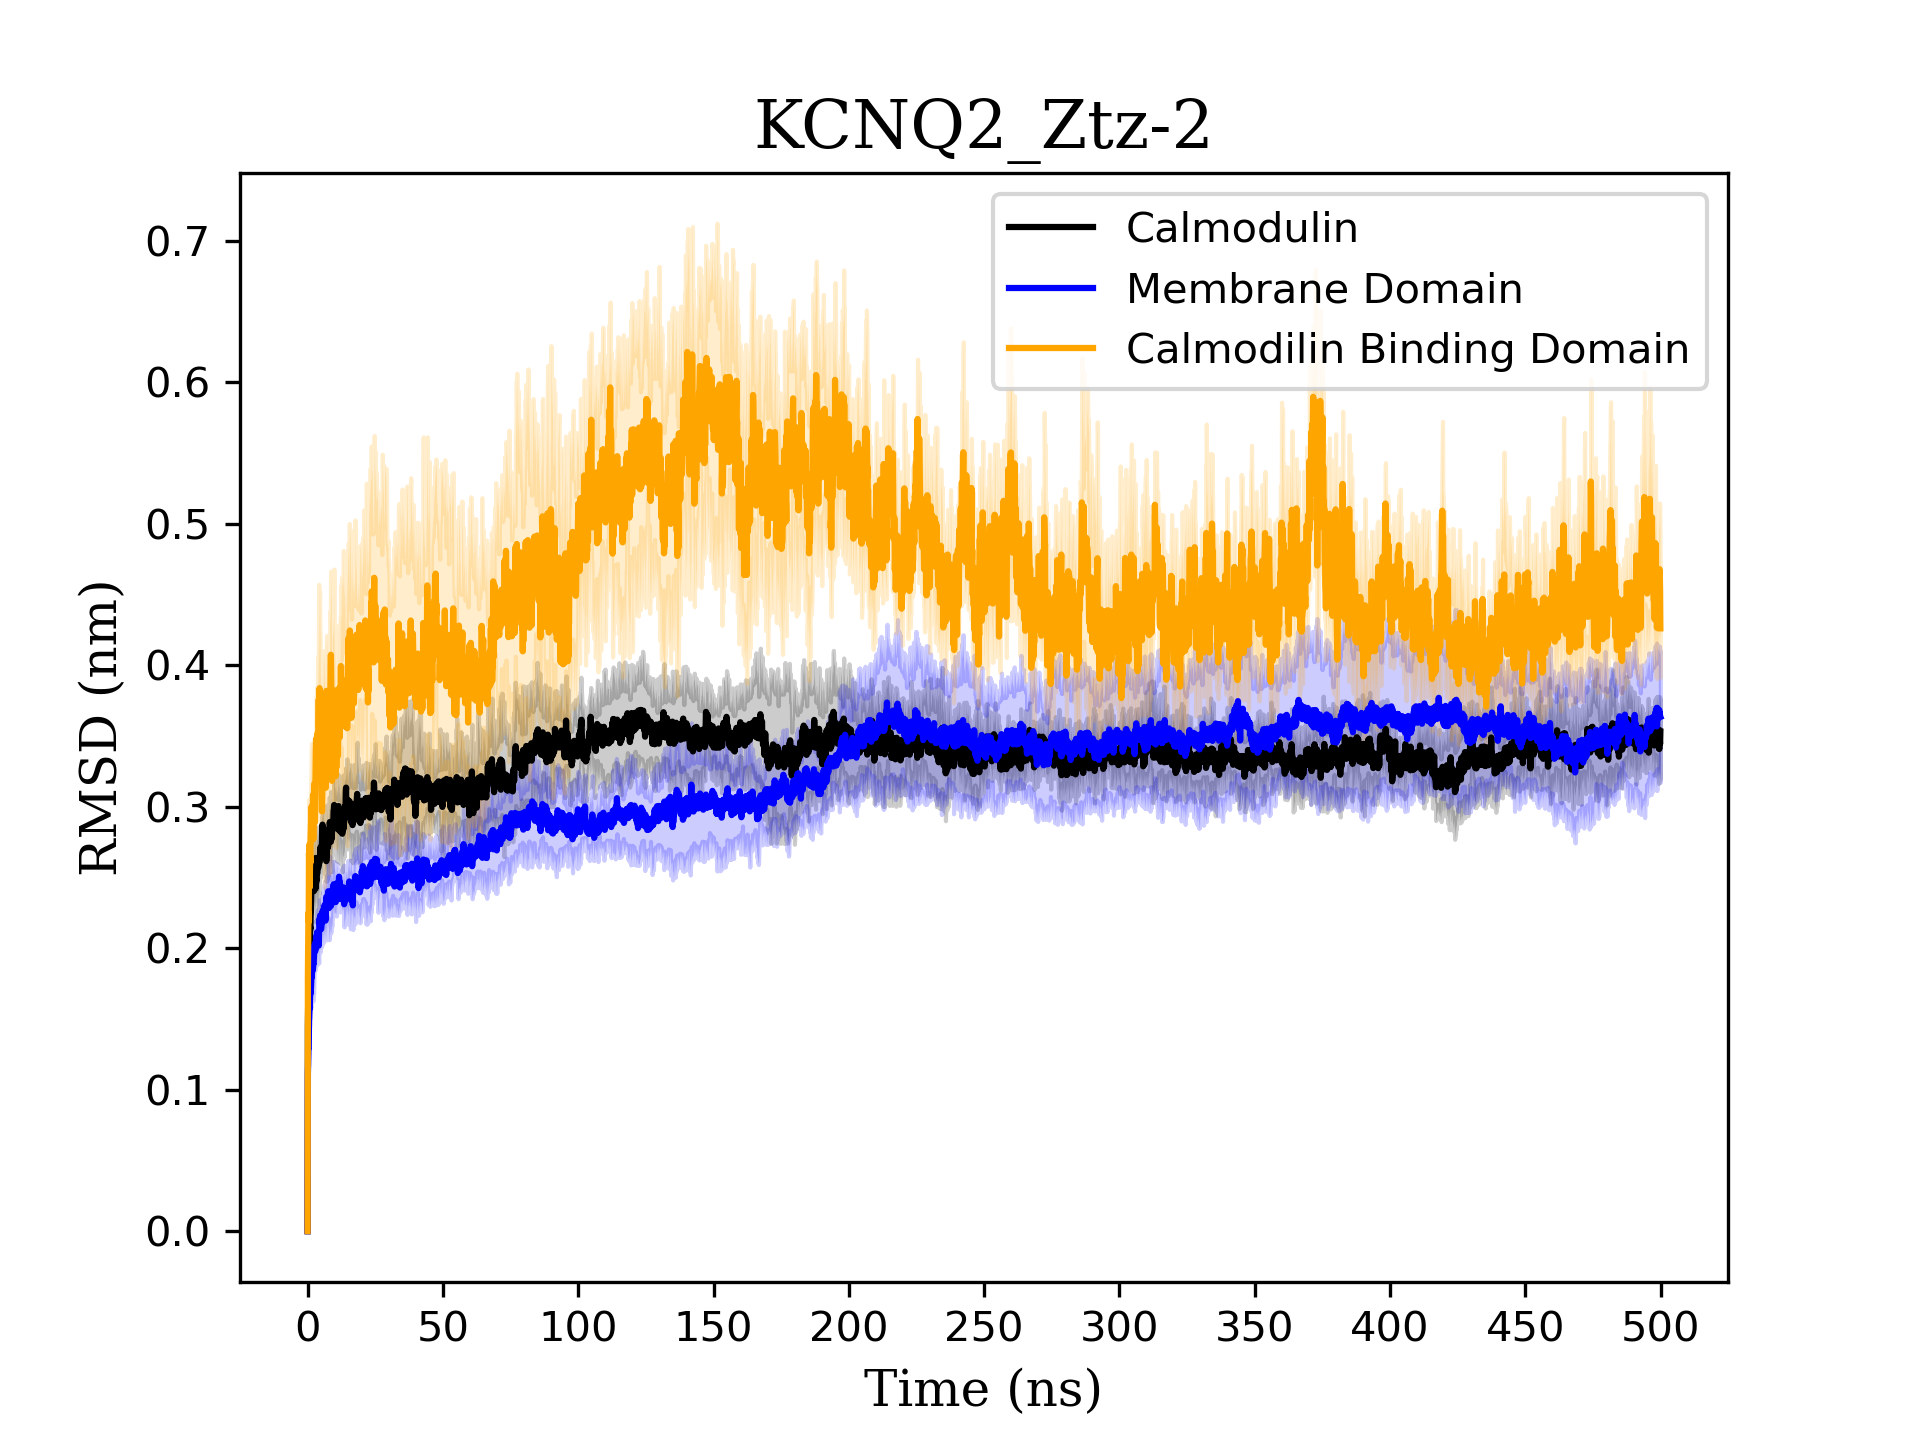 KCNQ2_Ztz-2
Calmodulin
Membrane Domain
Calmodilin Binding Domain
RMSD (nm)
0.7
0.6
0.5
0.4
0.3
0.2
0.1
0.0
0 50 100 150 200 250 300 350 400 450 500
Time (ns)